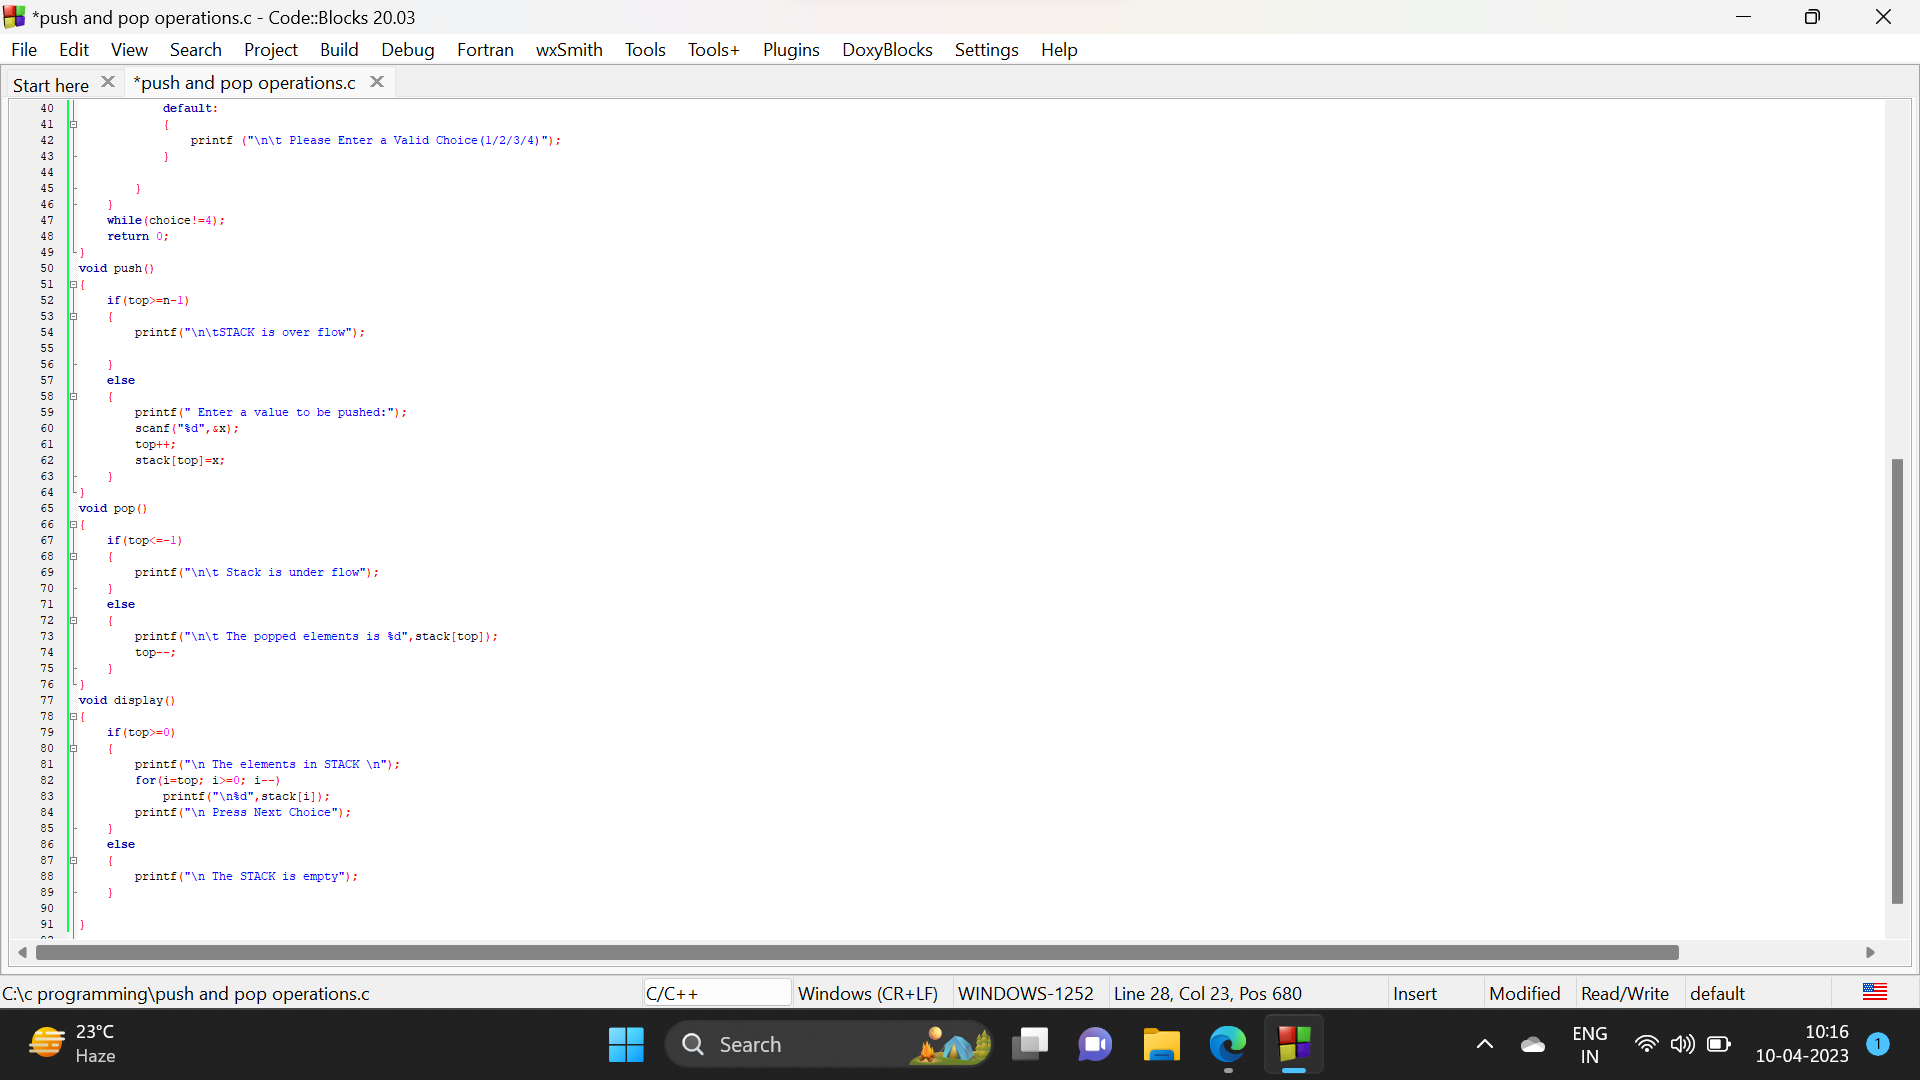 *push and pop operations.c - Code::Blocks 20.03
File Edit View Search Project Build Debug Fortran wxSmith Tools Tools+ Plugins DoxyBlocks Settings Help
Start here *push and pop operations.c
40 default:
41 {
42 printf ("\n\t Please Enter a Valid Choice(1/2/3/4)");
43 }
44
45 }
46 }
47 while(choice!=4);
48 return 0;
49 }
50 void push()
51 {
52 if(top>=n-1)
53 {
54 printf("\n\tSTACK is over flow");
55
56 }
57 else
58 {
59 printf(" Enter a value to be pushed:");
60 scanf("%d",&x);
61 top++;
62 stack[top]=x;
63 }
64 }
65 void pop()
66 {
67 if(top<=-1)
68 {
69 printf("\n\t Stack is under flow");
70 }
71 else
72 {
73 printf("\n\t The popped elements is %d",stack[top]);
74 top--;
75 }
76 }
77 void display()
78 {
79 if(top>=0)
80 {
81 printf("\n The elements in STACK \n");
82 for(i=top; i>=0; i--)
83 printf("\n%d",stack[i]);
84 printf("\n Press Next Choice");
85 }
86 else
87 {
88 printf("\n The STACK is empty");
89 }
90
91 }
C:\c programming\push and pop operations.c C/C++ Windows (CR+LF) WINDOWS-1252 Line 28, Col 23, Pos 680 Insert Modified Read/Write default
23°C
Haze
Search
ENG
IN
10:16
10-04-2023
1